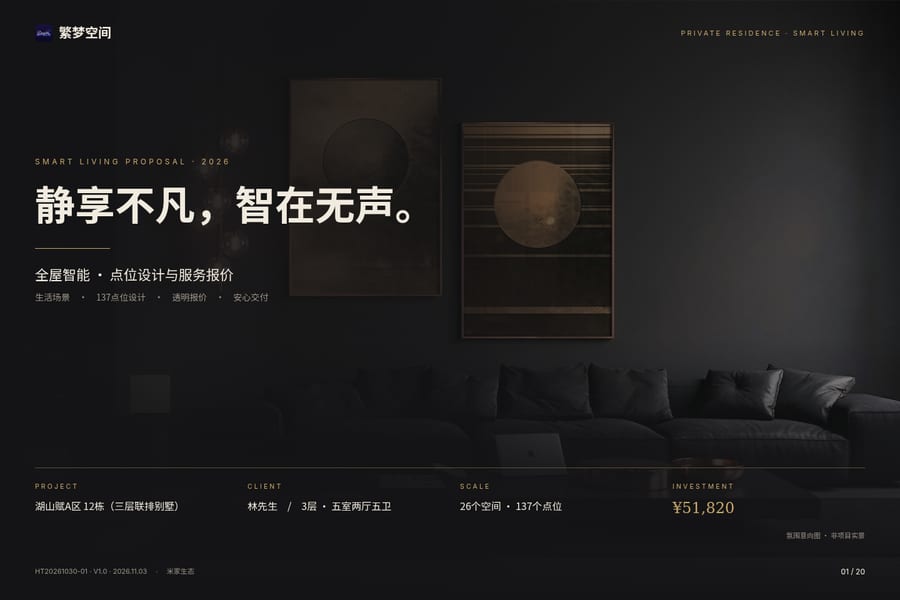 繁梦空间
PRIVATE RESIDENCE · SMART LIVING
SMART LIVING PROPOSAL · 2026
静享不凡，智在无声。
全屋智能 · 点位设计与服务报价
生活场景 · 137点位设计 · 透明报价 · 安心交付
PROJECT
湖山赋A区 12栋（三层联排别墅）
CLIENT
林先生 / 3层 · 五室两厅五卫
SCALE
26个空间 · 137个点位
INVESTMENT
¥51,820
氛围意向图 · 非项目实景
HT20261030-01 · V1.0 · 2026.11.03 · 米家生态
01 / 20